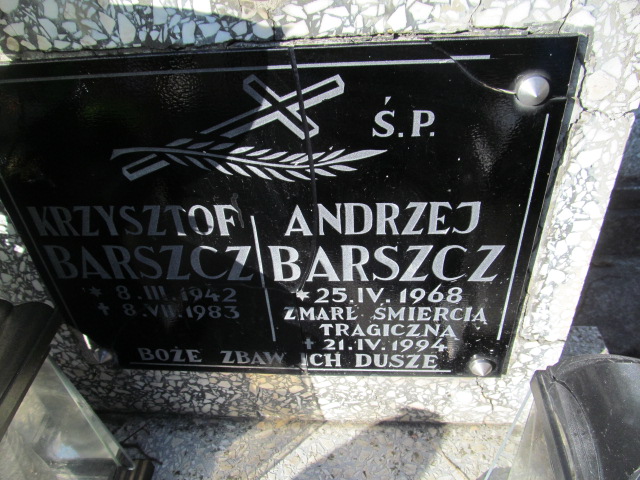 Ś.P.
KRZYSZTOF
BARSZCZ
* 8.III.1942
✝ 8.VII.1983
ANDRZEJ
BARSZCZ
* 25.IV.1968
ZMARŁ ŚMIERCIĄ
TRAGICZNĄ
✝ 21.IV.1994
BOŻE ZBAW ICH DUSZE